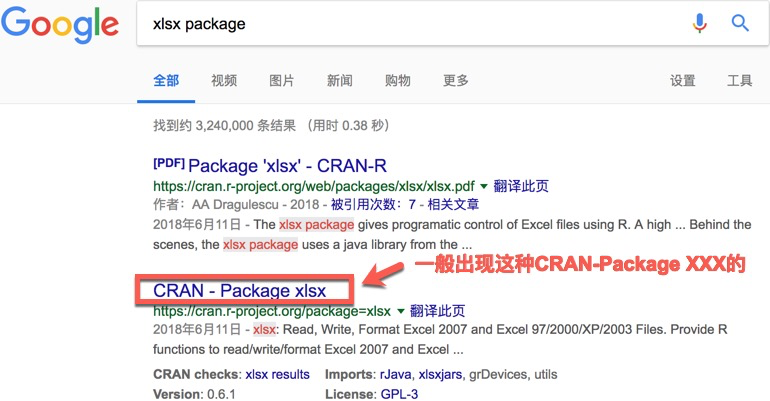 Google
xlsx package
全部 视频 图片 新闻 购物 更多 设置 工具
找到约 3,240,000 条结果 （用时 0.38 秒）
[PDF] Package 'xlsx' - CRAN-R
https://cran.r-project.org/web/packages/xlsx/xlsx.pdf 翻译此页
作者：AA Dragulescu - 2018 - 被引用次数：7 - 相关文章
2018年6月11日 - The xlsx package gives programatic control of Excel files using R. A high ... Behind the
scenes, the xlsx package uses a java library from the ...
一般出现这种CRAN-Package XXX的
CRAN - Package xlsx
https://cran.r-project.org/package=xlsx 翻译此页
2018年6月11日 - xlsx: Read, Write, Format Excel 2007 and Excel 97/2000/XP/2003 Files. Provide R
functions to read/write/format Excel 2007 and Excel ...
CRAN checks: xlsx results Imports: rJava, xlsxjars, grDevices, utils
Version: 0.6.1 License: GPL-3